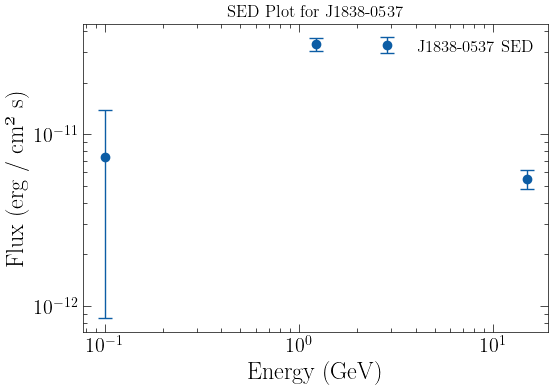 SED Plot for J1838-0537
J1838-0537 SED
Flux (erg / cm² s)
10⁻¹¹
10⁻¹²
10⁻¹
10⁰
10¹
Energy (GeV)